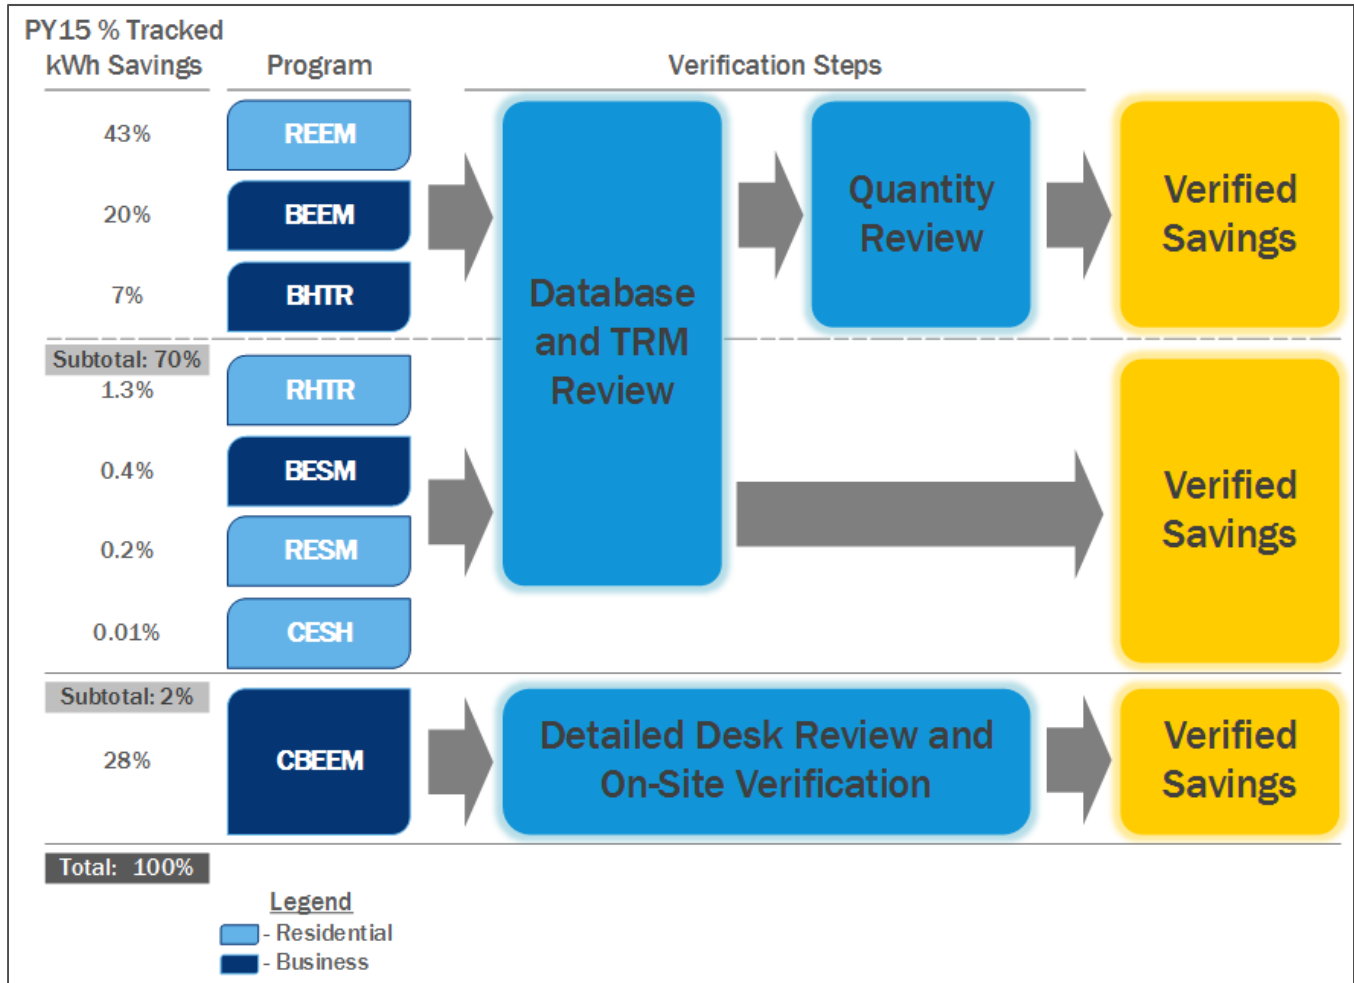 PY15 % Tracked
kWh Savings
Program
Verification Steps
43%
REEM
20%
BEEM
7%
BHTR
Database
and TRM
Review
Quantity
Review
Verified
Savings
Subtotal: 70%
1.3%
RHTR
0.4%
BESM
0.2%
RESM
0.01%
CESH
Verified
Savings
Subtotal: 2%
28%
CBEEM
Detailed Desk Review and
On-Site Verification
Verified
Savings
Total: 100%
Legend
- Residential
- Business